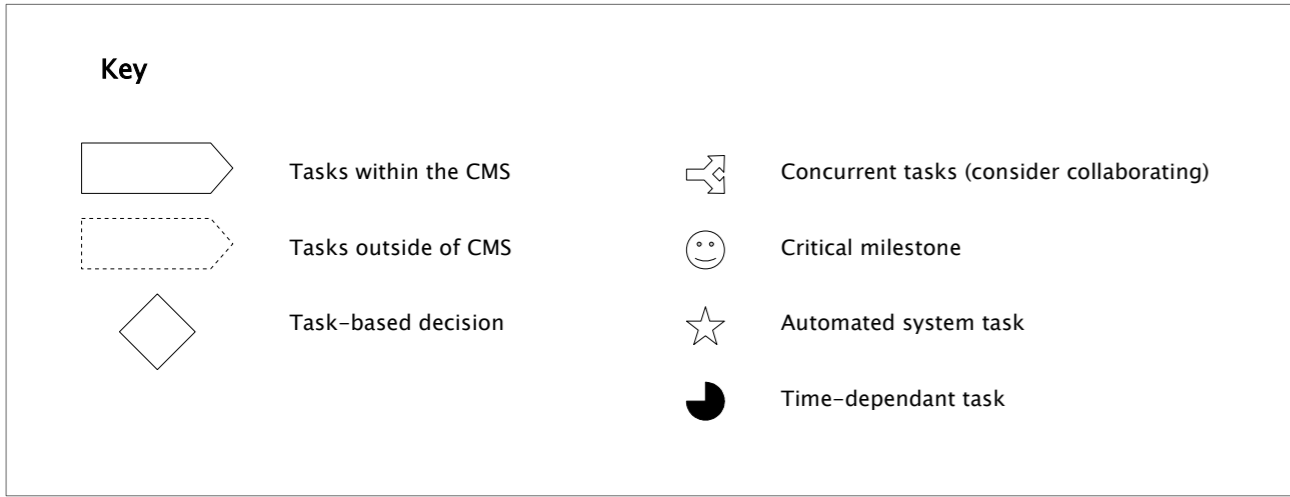 Key
Tasks within the CMS
Tasks outside of CMS
Task-based decision
Concurrent tasks (consider collaborating)
Critical milestone
Automated system task
Time-dependant task